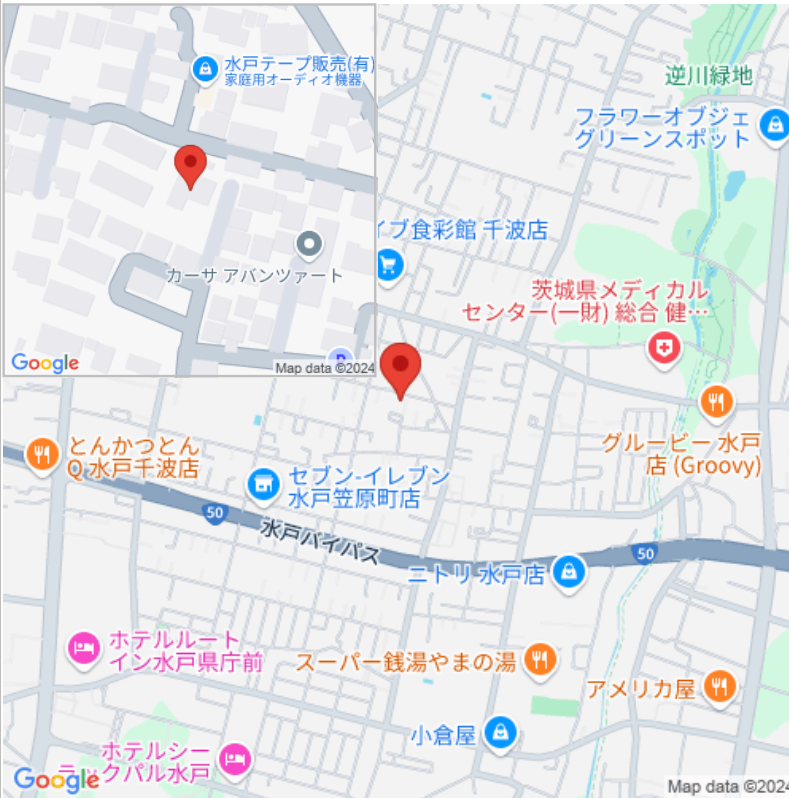 水戸テープ販売(有)
家庭用オーディオ機器
カーサ アバンツァート
Google
Map data ©2024
逆川緑地
フラワーオブジェ
グリーンスポット
イブ食彩館 千波店
茨城県メディカル
センター(一財) 総合 健…
グルービー 水戸
店 (Groovy)
とんかつとん
Q 水戸千波店
セブン-イレブン
水戸笠原町店
50
水戸バイパス
50
ニトリ 水戸店
ホテルルート
イン水戸県庁前
スーパー銭湯やまの湯
アメリカ屋
小倉屋
ホテルシー
ラックパル水戸
Google
Map data ©2024